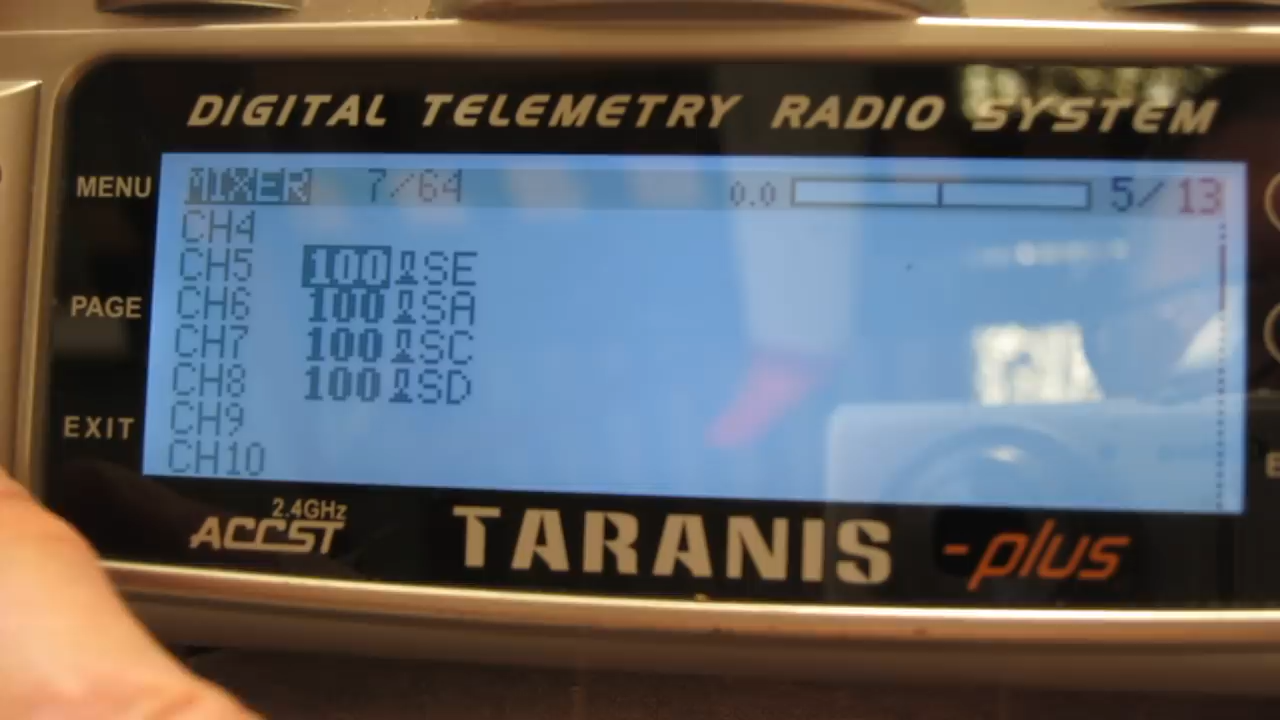 DIGITAL TELEMETRY RADIO SYSTEM
MENU
PAGE
EXIT
MIXER 7/64 0.0 5/13
CH4
CH5 100 SE
CH6 100 SA
CH7 100 SC
CH8 100 SD
CH9
CH10
2.4GHz
ACCST
TARANIS -plus